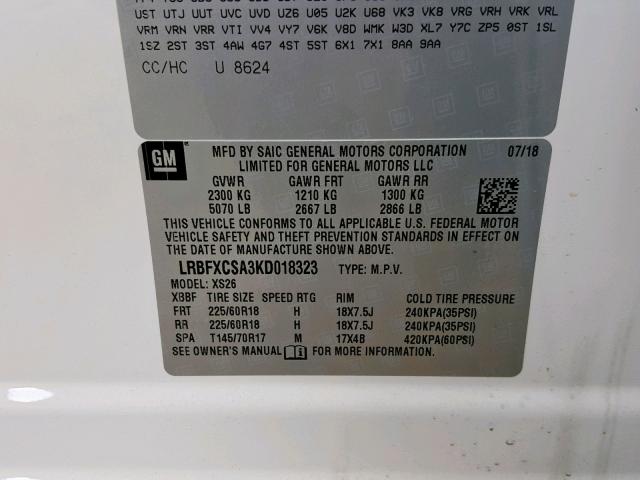 UST UTJ UUT UVC UVD UZ6 U05 U2K U68 VK3 VK8 VRG VRH VRK VRL
VRM VRN VRR VTI VV4 VY7 V6K V8D WMK W3D XL7 Y7C ZP5 0ST 1SL
1SZ 2ST 3ST 4AW 4G7 4ST 5ST 6X1 7X1 8AA 9AA
CC/HC U 8624
GM
MFD BY SAIC GENERAL MOTORS CORPORATION 07/18
LIMITED FOR GENERAL MOTORS LLC
GVWR GAWR FRT GAWR RR
2300 KG 1210 KG 1300 KG
5070 LB 2667 LB 2866 LB
THIS VEHICLE CONFORMS TO ALL APPLICABLE U.S. FEDERAL MOTOR
VEHICLE SAFETY AND THEFT PREVENTION STANDARDS IN EFFECT ON
THE DATE OF MANUFACTURE SHOWN ABOVE.
LRBFXCSA3KD018323 TYPE: M.P.V.
MODEL: XS26
XBBF TIRE SIZE SPEED RTG RIM COLD TIRE PRESSURE
FRT 225/60R18 H 18X7.5J 240KPA(35PSI)
RR 225/60R18 H 18X7.5J 240KPA(35PSI)
SPA T145/70R17 M 17X4B 420KPA(60PSI)
SEE OWNER'S MANUAL FOR MORE INFORMATION